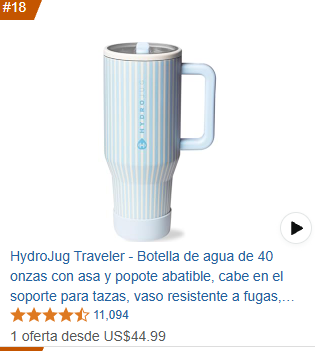 #18
HYDROJUG
HydroJug Traveler - Botella de agua de 40
onzas con asa y popote abatible, cabe en el
soporte para tazas, vaso resistente a fugas,…
11,094
1 oferta desde US$44.99